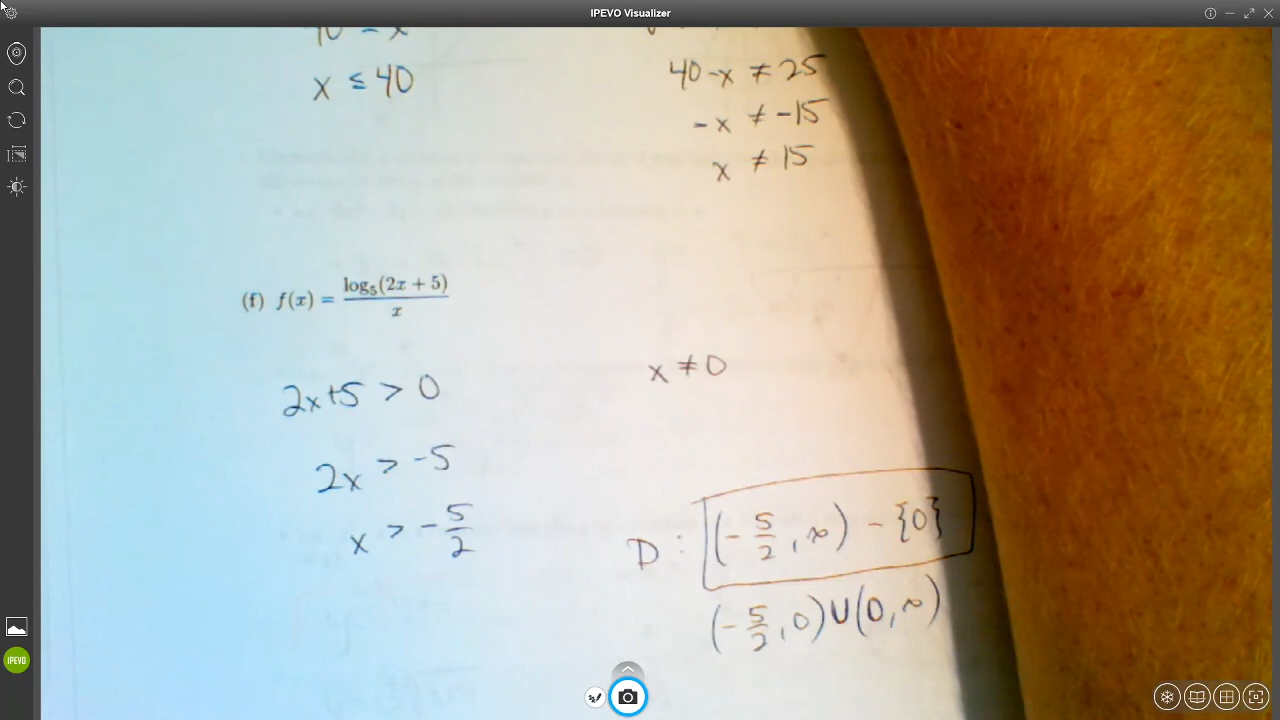 IPEVO Visualizer
x ≤ 40
40-x ≠ 25
-x ≠ -15
x ≠ 15
(f) f(x) = log₅(2x + 5) / x
2x+5 > 0
x ≠ 0
2x > -5
x > -5/2
D : (-5/2, ∞) - {0}
(-5/2, 0) U (0, ∞)
IPEVO